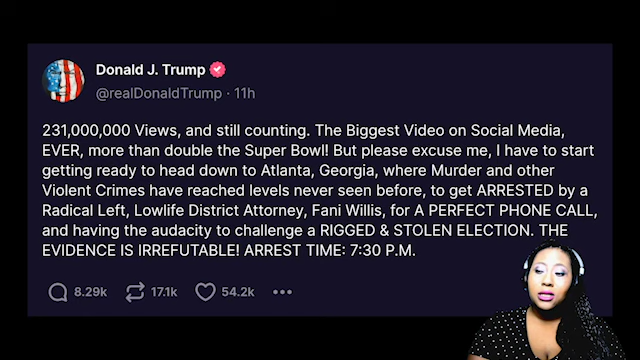 Donald J. Trump
@realDonaldTrump · 11h
231,000,000 Views, and still counting. The Biggest Video on Social Media,
EVER, more than double the Super Bowl! But please excuse me, I have to start
getting ready to head down to Atlanta, Georgia, where Murder and other
Violent Crimes have reached levels never seen before, to get ARRESTED by a
Radical Left, Lowlife District Attorney, Fani Willis, for A PERFECT PHONE CALL,
and having the audacity to challenge a RIGGED & STOLEN ELECTION. THE
EVIDENCE IS IRREFUTABLE! ARREST TIME: 7:30 P.M.
8.29k 17.1k 54.2k